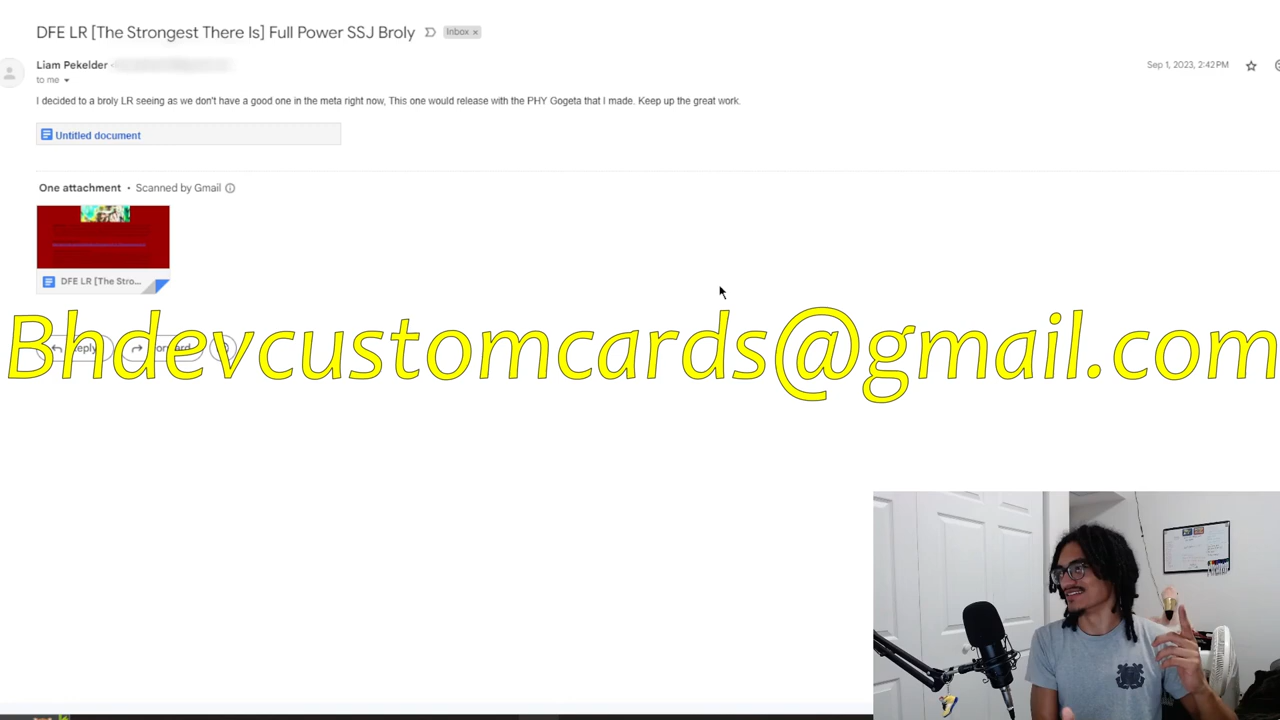 DFE LR [The Strongest There Is] Full Power SSJ Broly Inbox ×
Liam Pekelder
Sep 1, 2023, 2:42 PM
to me
I decided to a broly LR seeing as we don't have a good one in the meta right now, This one would release with the PHY Gogeta that I made. Keep up the great work.
Untitled document
One attachment • Scanned by Gmail
DFE LR [The Stro...
Bhdevcustomcards@gmail.com
Reply
Forward